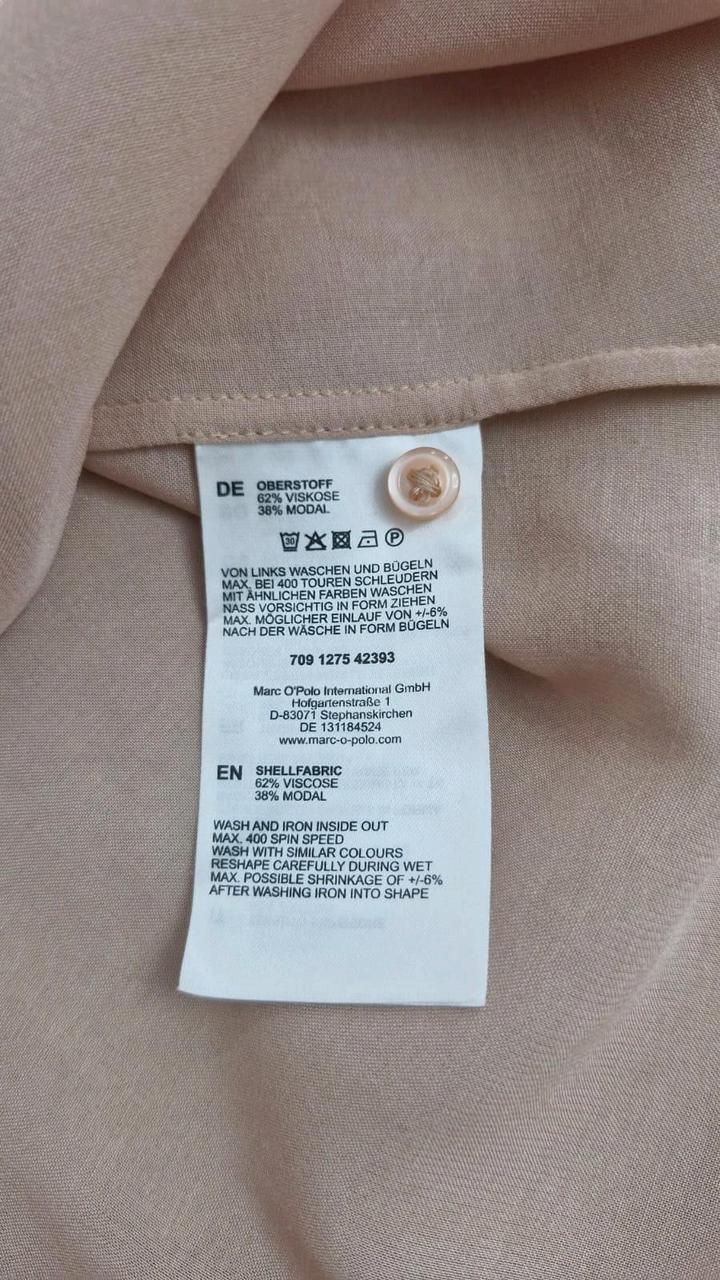 DE OBERSTOFF
62% VISKOSE
38% MODAL
30 P
VON LINKS WASCHEN UND BÜGELN
MAX. BEI 400 TOUREN SCHLEUDERN
MIT ÄHNLICHEN FARBEN WASCHEN
NASS VORSICHTIG IN FORM ZIEHEN
MAX. MÖGLICHER EINLAUF VON +/-6%
NACH DER WÄSCHE IN FORM BÜGELN
709 1275 42393
Marc O'Polo International GmbH
Hofgartenstraße 1
D-83071 Stephanskirchen
DE 131184524
www.marc-o-polo.com
EN SHELLFABRIC
62% VISCOSE
38% MODAL
WASH AND IRON INSIDE OUT
MAX. 400 SPIN SPEED
WASH WITH SIMILAR COLOURS
RESHAPE CAREFULLY DURING WET
MAX. POSSIBLE SHRINKAGE OF +/-6%
AFTER WASHING IRON INTO SHAPE